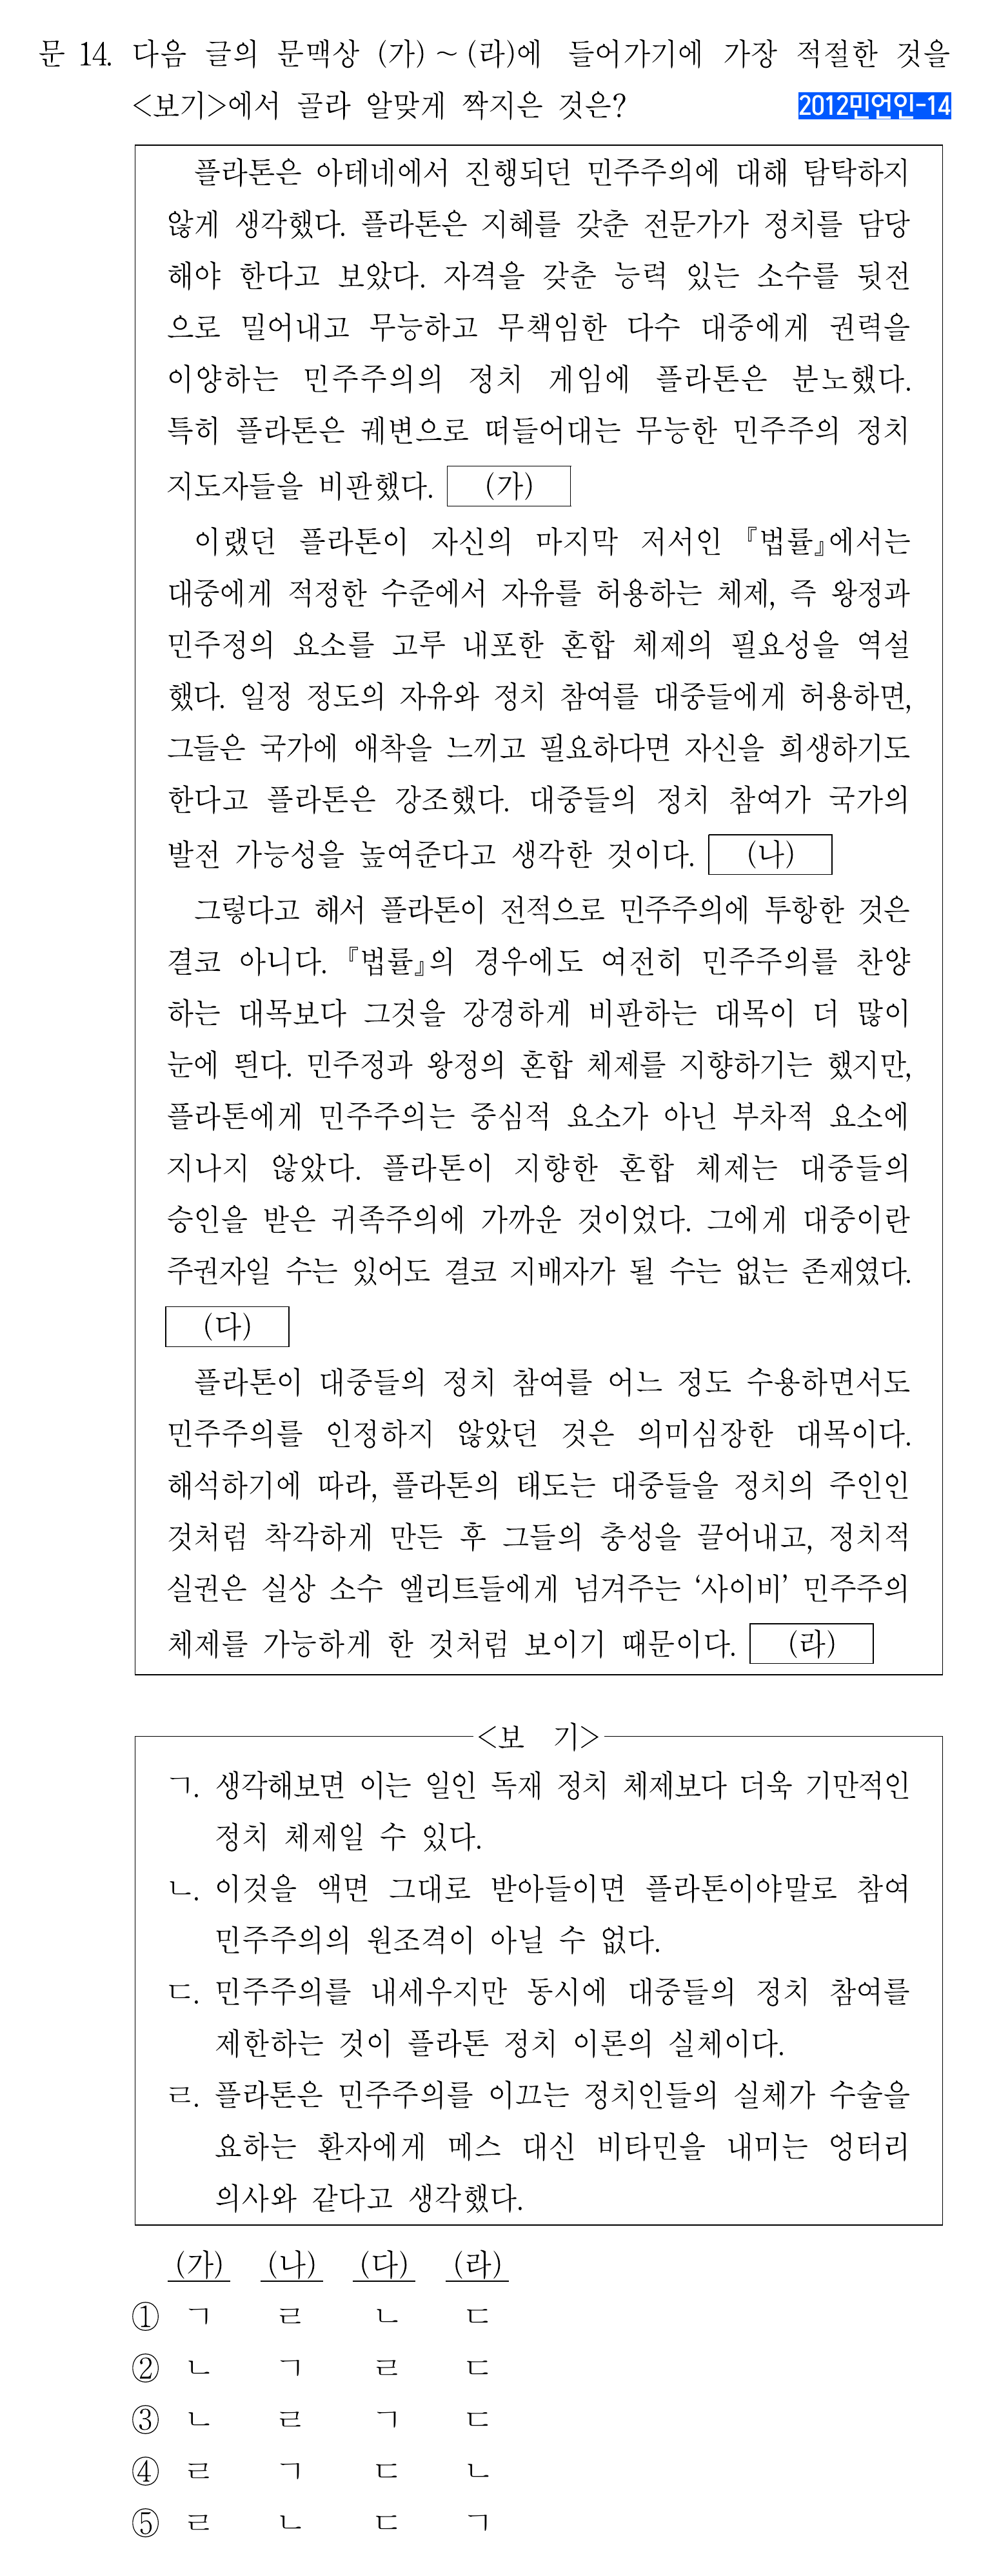 문 14. 다음 글의 문맥상 (가) ~ (라)에 들어가기에 가장 적절한 것을
<보기>에서 골라 알맞게 짝지은 것은?
2012민언인-14
플라톤은 아테네에서 진행되던 민주주의에 대해 탐탁하지
않게 생각했다. 플라톤은 지혜를 갖춘 전문가가 정치를 담당
해야 한다고 보았다. 자격을 갖춘 능력 있는 소수를 뒷전
으로 밀어내고 무능하고 무책임한 다수 대중에게 권력을
이양하는 민주주의의 정치 게임에 플라톤은 분노했다.
특히 플라톤은 궤변으로 떠들어대는 무능한 민주주의 정치
지도자들을 비판했다. (가)
이랬던 플라톤이 자신의 마지막 저서인 『법률』에서는
대중에게 적정한 수준에서 자유를 허용하는 체제, 즉 왕정과
민주정의 요소를 고루 내포한 혼합 체제의 필요성을 역설
했다. 일정 정도의 자유와 정치 참여를 대중들에게 허용하면,
그들은 국가에 애착을 느끼고 필요하다면 자신을 희생하기도
한다고 플라톤은 강조했다. 대중들의 정치 참여가 국가의
발전 가능성을 높여준다고 생각한 것이다. (나)
그렇다고 해서 플라톤이 전적으로 민주주의에 투항한 것은
결코 아니다. 『법률』의 경우에도 여전히 민주주의를 찬양
하는 대목보다 그것을 강경하게 비판하는 대목이 더 많이
눈에 띈다. 민주정과 왕정의 혼합 체제를 지향하기는 했지만,
플라톤에게 민주주의는 중심적 요소가 아닌 부차적 요소에
지나지 않았다. 플라톤이 지향한 혼합 체제는 대중들의
승인을 받은 귀족주의에 가까운 것이었다. 그에게 대중이란
주권자일 수는 있어도 결코 지배자가 될 수는 없는 존재였다.
(다)
플라톤이 대중들의 정치 참여를 어느 정도 수용하면서도
민주주의를 인정하지 않았던 것은 의미심장한 대목이다.
해석하기에 따라, 플라톤의 태도는 대중들을 정치의 주인인
것처럼 착각하게 만든 후 그들의 충성을 끌어내고, 정치적
실권은 실상 소수 엘리트들에게 넘겨주는 ‘사이비’ 민주주의
체제를 가능하게 한 것처럼 보이기 때문이다. (라)
<보 기>
ㄱ. 생각해보면 이는 일인 독재 정치 체제보다 더욱 기만적인
정치 체제일 수 있다.
ㄴ. 이것을 액면 그대로 받아들이면 플라톤이야말로 참여
민주주의의 원조격이 아닐 수 없다.
ㄷ. 민주주의를 내세우지만 동시에 대중들의 정치 참여를
제한하는 것이 플라톤 정치 이론의 실체이다.
ㄹ. 플라톤은 민주주의를 이끄는 정치인들의 실체가 수술을
요하는 환자에게 메스 대신 비타민을 내미는 엉터리
의사와 같다고 생각했다.
(가) (나) (다) (라)
① ㄱ ㄹ ㄴ ㄷ
② ㄴ ㄱ ㄹ ㄷ
③ ㄴ ㄹ ㄱ ㄷ
④ ㄹ ㄱ ㄷ ㄴ
⑤ ㄹ ㄴ ㄷ ㄱ